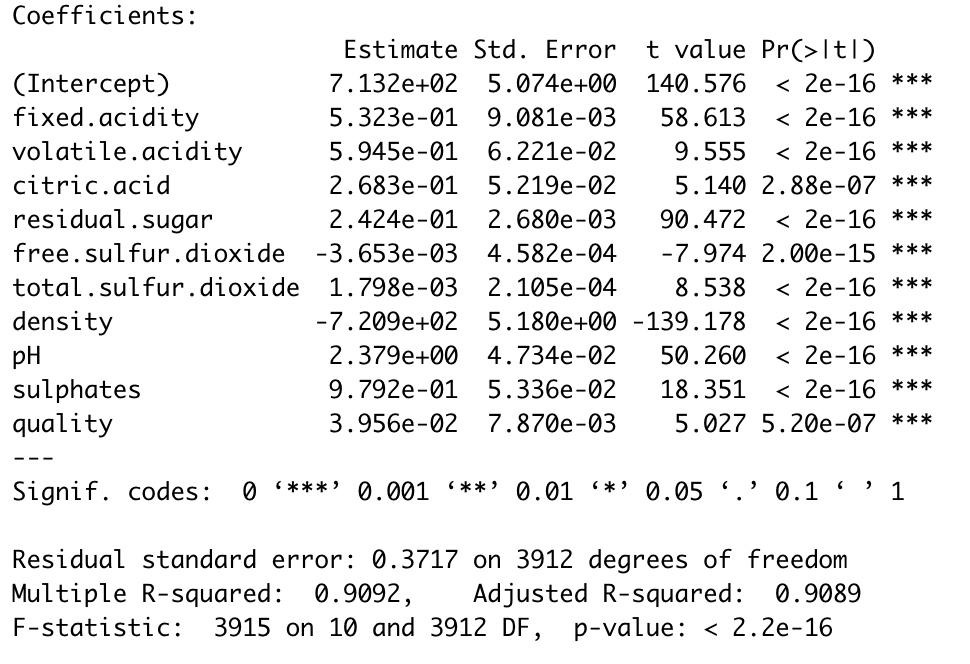 Coefficients:
                       Estimate Std. Error  t value Pr(>|t|)
(Intercept)           7.132e+02  5.074e+00  140.576  < 2e-16 ***
fixed.acidity         5.323e-01  9.081e-03   58.613  < 2e-16 ***
volatile.acidity      5.945e-01  6.221e-02    9.555  < 2e-16 ***
citric.acid           2.683e-01  5.219e-02    5.140 2.88e-07 ***
residual.sugar        2.424e-01  2.680e-03   90.472  < 2e-16 ***
free.sulfur.dioxide  -3.653e-03  4.582e-04   -7.974 2.00e-15 ***
total.sulfur.dioxide  1.798e-03  2.105e-04    8.538  < 2e-16 ***
density              -7.209e+02  5.180e+00 -139.178  < 2e-16 ***
pH                    2.379e+00  4.734e-02   50.260  < 2e-16 ***
sulphates             9.792e-01  5.336e-02   18.351  < 2e-16 ***
quality               3.956e-02  7.870e-03    5.027 5.20e-07 ***
---
Signif. codes:  0 ‘***’ 0.001 ‘**’ 0.01 ‘*’ 0.05 ‘.’ 0.1 ‘ ’ 1
Residual standard error: 0.3717 on 3912 degrees of freedom
Multiple R-squared:  0.9092,    Adjusted R-squared:  0.9089
F-statistic:  3915 on 10 and 3912 DF,  p-value: < 2.2e-16